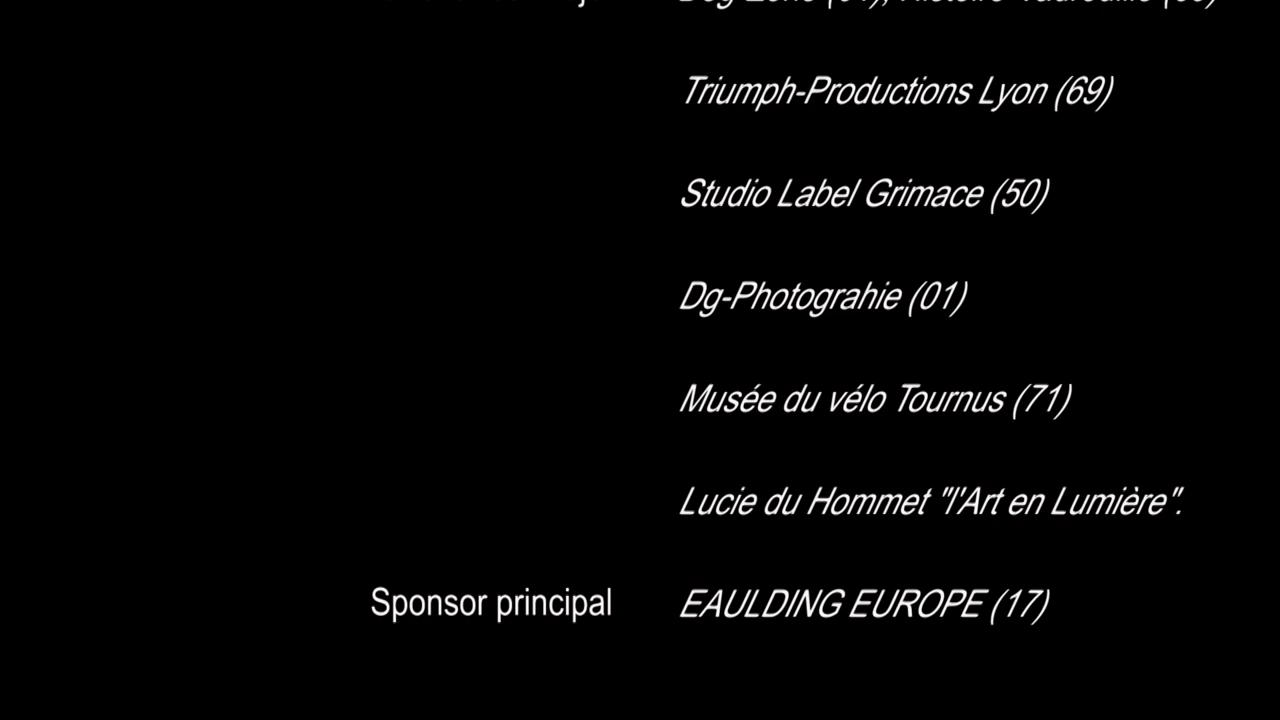 Triumph-Productions Lyon (69)
Studio Label Grimace (50)
Dg-Photograhie (01)
Musée du vélo Tournus (71)
Lucie du Hommet "l'Art en Lumière".
Sponsor principal EAULDING EUROPE (17)